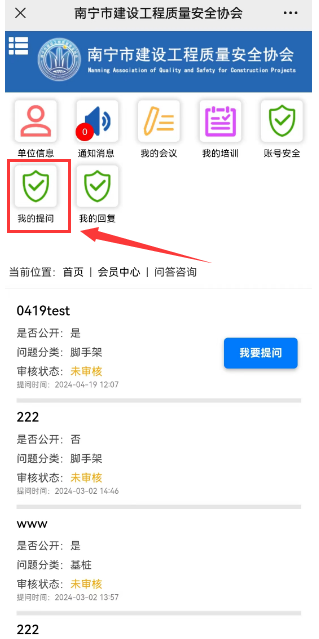 南宁市建设工程质量安全协会
南宁市建设工程质量安全协会
Nanning Association of Quality and Safety for Construction Projects
单位信息 0 通知消息 我的会议 我的培训 账号安全
我的提问 我的回复
当前位置： 首页 | 会员中心 | 问答咨询
0419test
是否公开： 是
问题分类： 脚手架
我要提问
审核状态： 未审核
提问时间： 2024-04-19 12:07
222
是否公开： 否
问题分类： 脚手架
审核状态： 未审核
提问时间： 2024-03-02 14:46
www
是否公开： 是
问题分类： 基桩
审核状态： 未审核
提问时间： 2024-03-02 13:57
222